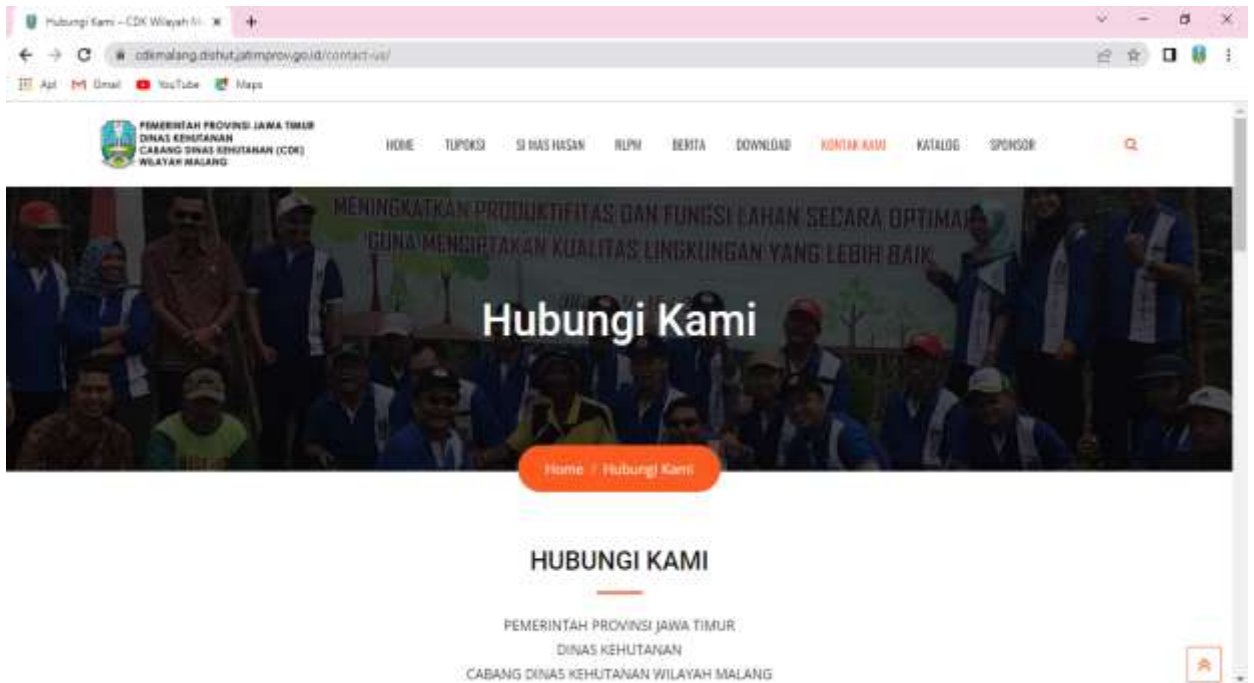 Hubungi Kami – CDK Wilayah M
cdkmalang.dishut.jatimprov.go.id/contact-us/
Apl Gmail YouTube Maps
PEMERINTAH PROVINSI JAWA TIMUR
DINAS KEHUTANAN
CABANG DINAS KEHUTANAN (CDK)
WILAYAH MALANG
HOME TUPOKSI SI MAS HASAN RLPM BERITA DOWNLOAD KONTAK KAMI KATALOG SPONSOR
MENINGKATKAN PRODUKTIFITAS DAN FUNGSI LAHAN SECARA OPTIMAL
GUNA MENCIPTAKAN KUALITAS LINGKUNGAN YANG LEBIH BAIK
Hubungi Kami
Home / Hubungi Kami
HUBUNGI KAMI
PEMERINTAH PROVINSI JAWA TIMUR
DINAS KEHUTANAN
CABANG DINAS KEHUTANAN WILAYAH MALANG